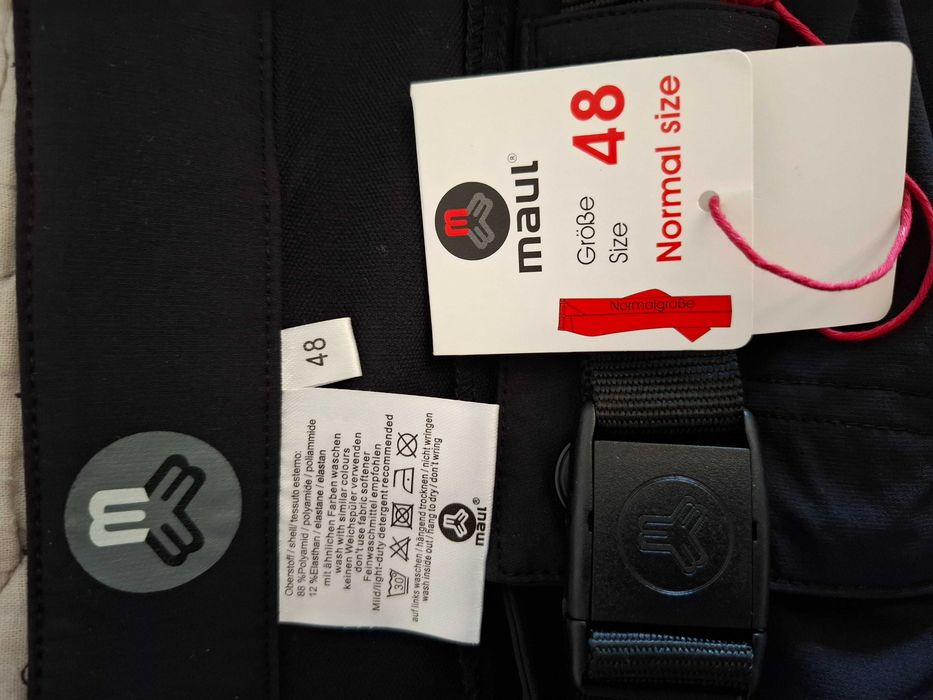 maul®
Größe
Size
48
Normal size
Normalgröße
48
Oberstoff / shell / tessuto esterno:
88 %Polyamid / polyamide / poliammide
12 %Elasthan / elastane / elastan
mit ähnlichen Farben waschen
wash with similar colours
keinen Weichspüler verwenden
don't use fabric softener
Feinwaschmittel empfohlen
Mild/light-duty detergent recommended
30°
auf links waschen / hängend trocknen / nicht wringen
wash inside out / hang to dry / don't wring
maul®